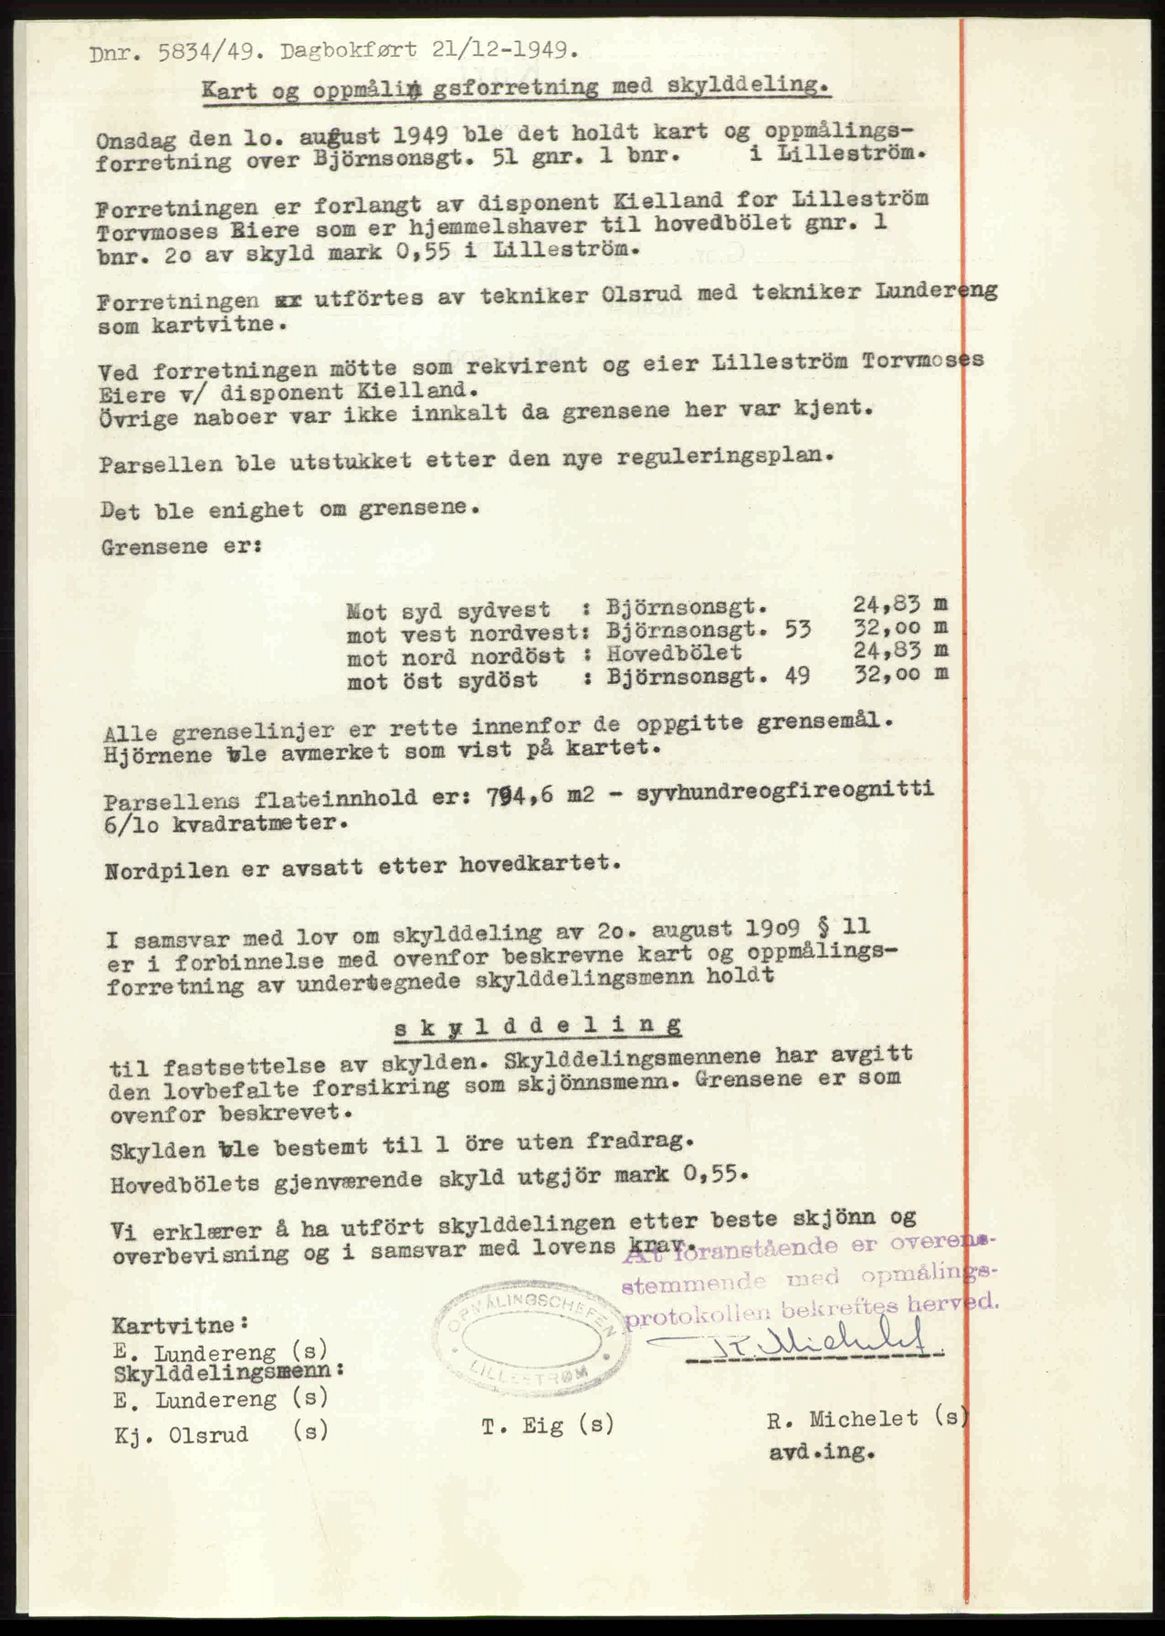 Dnr. 5834/49. Dagbokført 21/12-1949.
Kart og oppmålin gsforretning med skylddeling.
Onsdag den 1o. august 1949 ble det holdt kart og oppmålings-
forretning over Björnsonsgt. 51 gnr. 1 bnr. i Lilleström.
Forretningen er forlangt av disponent Kielland for Lilleström
Torvmoses Eiere som er hjemmelshaver til hovedbölet gnr. 1
bnr. 2o av skyld mark 0,55 i Lilleström.
Forretningen utförtes av tekniker Olsrud med tekniker Lundereng
som kartvitne.
Ved forretningen mötte som rekvirent og eier Lilleström Torvmoses
Eiere v/ disponent Kielland.
Övrige naboer var ikke innkalt da grensene her var kjent.
Parsellen ble utstukket etter den nye reguleringsplan.
Det ble enighet om grensene.
Grensene er:
Mot syd sydvest : Björnsonsgt. 24,83 m
mot vest nordvest: Björnsonsgt. 53 32,oo m
mot nord nordöst : Hovedbölet 24,83 m
mot öst sydöst : Björnsonsgt. 49 32,oo m
Alle grenselinjer er rette innenfor de oppgitte grensemål.
Hjörnene ble avmerket som vist på kartet.
Parsellens flateinnhold er: 794,6 m2 - syvhundreogfireognitti
6/1o kvadratmeter.
Nordpilen er avsatt etter hovedkartet.
I samsvar med lov om skylddeling av 2o. august 19o9 § 11
er i forbinnelse med ovenfor beskrevne kart og oppmålings-
forretning av undertegnede skylddelingsmenn holdt
s k y l d d e l i n g
til fastsettelse av skylden. Skylddelingsmennene har avgitt
den lovbefalte forsikring som skjönnsmenn. Grensene er som
ovenfor beskrevet.
Skylden ble bestemt til 1 öre uten fradrag.
Hovedbölets gjenværende skyld utgjör mark 0,55.
Vi erklærer å ha utfört skylddelingen etter beste skjönn og
overbevisning og i samsvar med lovens krav.
At foranstående er overens-
stemmende med opmålings-
protokollen bekreftes herved.
OPMÅLINGSCHEFEN
LILLESTRØM
R. Michelet
Kartvitne:
E. Lundereng (s)
Skylddelingsmenn:
E. Lundereng (s)
Kj. Olsrud (s) T. Eig (s) R. Michelet (s)
avd.ing.